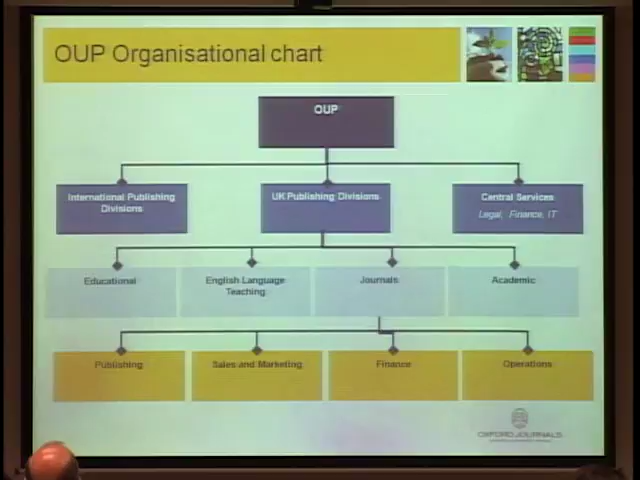 OUP Organisational chart
OUP
International Publishing
Divisions
UK Publishing Divisions
Central Services
Legal, Finance, IT
Educational
English Language
Teaching
Journals
Academic
Publishing
Sales and Marketing
Finance
Operations
OXFORD JOURNALS